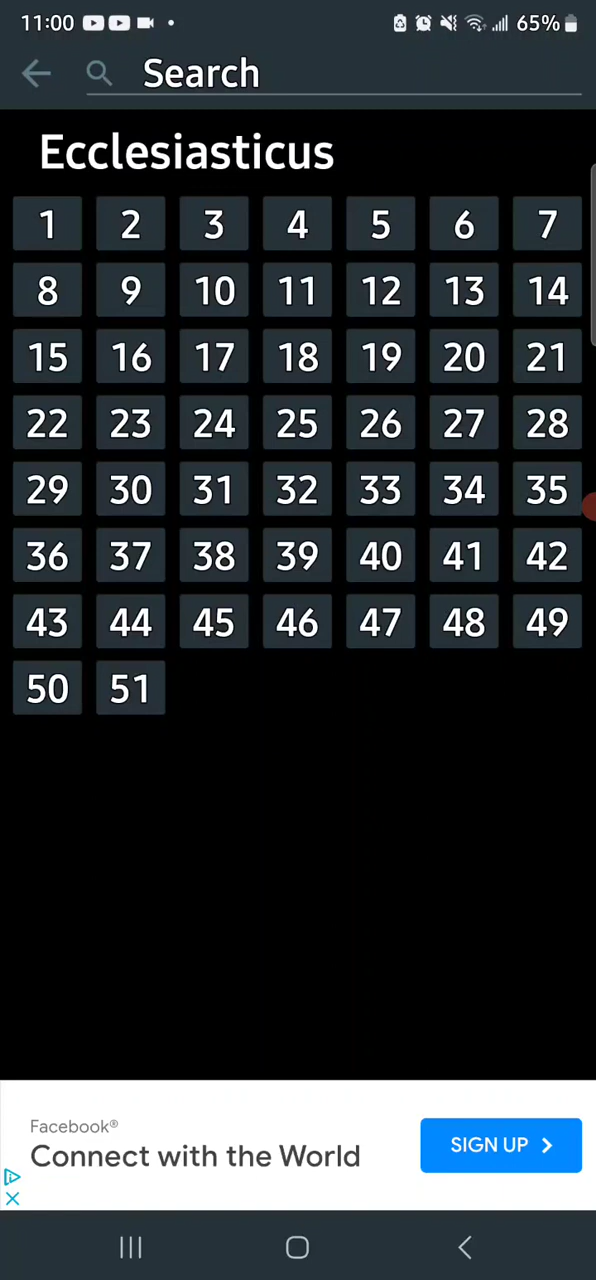 11:00 65%
Search
Ecclesiasticus
1 2 3 4 5 6 7
8 9 10 11 12 13 14
15 16 17 18 19 20 21
22 23 24 25 26 27 28
29 30 31 32 33 34 35
36 37 38 39 40 41 42
43 44 45 46 47 48 49
50 51
Facebook®
Connect with the World
SIGN UP